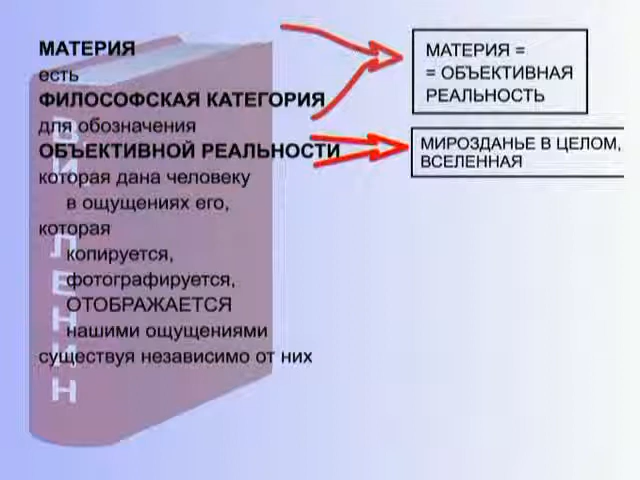 МАТЕРИЯ
есть
ФИЛОСОФСКАЯ КАТЕГОРИЯ
для обозначения
ОБЪЕКТИВНОЙ РЕАЛЬНОСТИ
которая дана человеку
в ощущениях его,
которая
копируется,
фотографируется,
ОТОБРАЖАЕТСЯ
нашими ощущениями
существуя независимо от них
МАТЕРИЯ =
= ОБЪЕКТИВНАЯ
РЕАЛЬНОСТЬ
МИРОЗДАНЬЕ В ЦЕЛОМ,
ВСЕЛЕННАЯ
В.И. ЛЕНИН